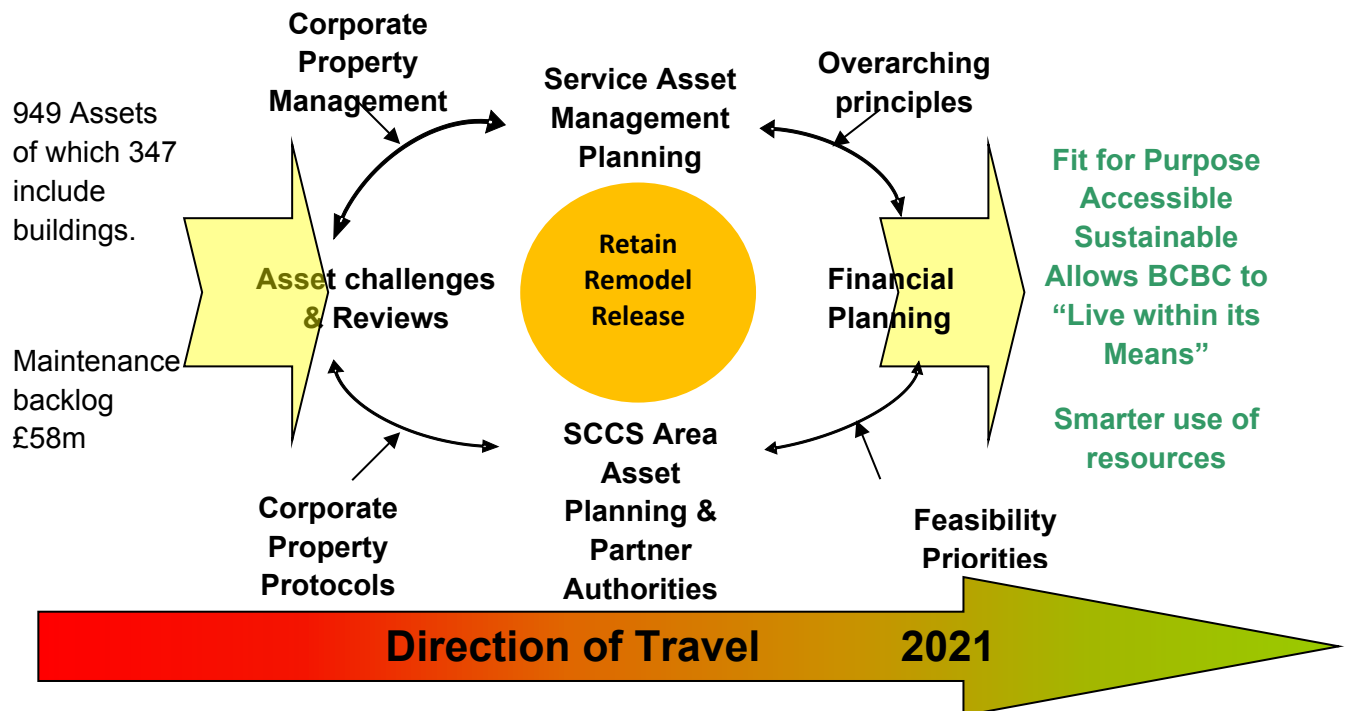 Corporate
Property
Management
Service Asset
Management
Planning
Overarching
principles
949 Assets
of which 347
include
buildings.
Maintenance
backlog
£58m
Asset challenges
& Reviews
Retain
Remodel
Release
Financial
Planning
Fit for Purpose
Accessible
Sustainable
Allows BCBC to
“Live within its
Means”
Smarter use of
resources
Corporate
Property
Protocols
SCCS Area
Asset
Planning &
Partner
Authorities
Feasibility
Priorities
Direction of Travel 2021